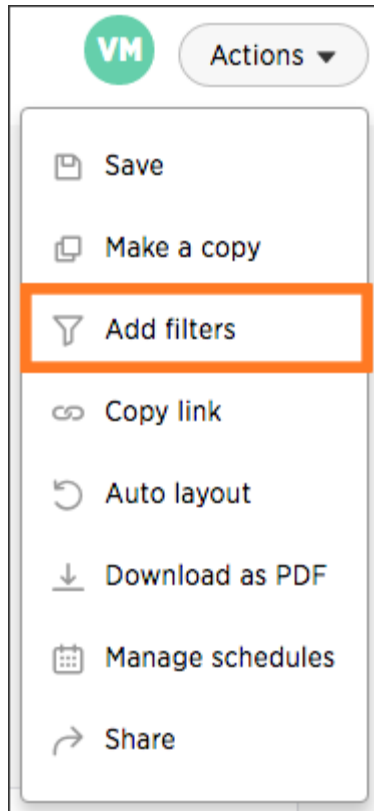 VM
Actions
Save
Make a copy
Add filters
Copy link
Auto layout
Download as PDF
Manage schedules
Share